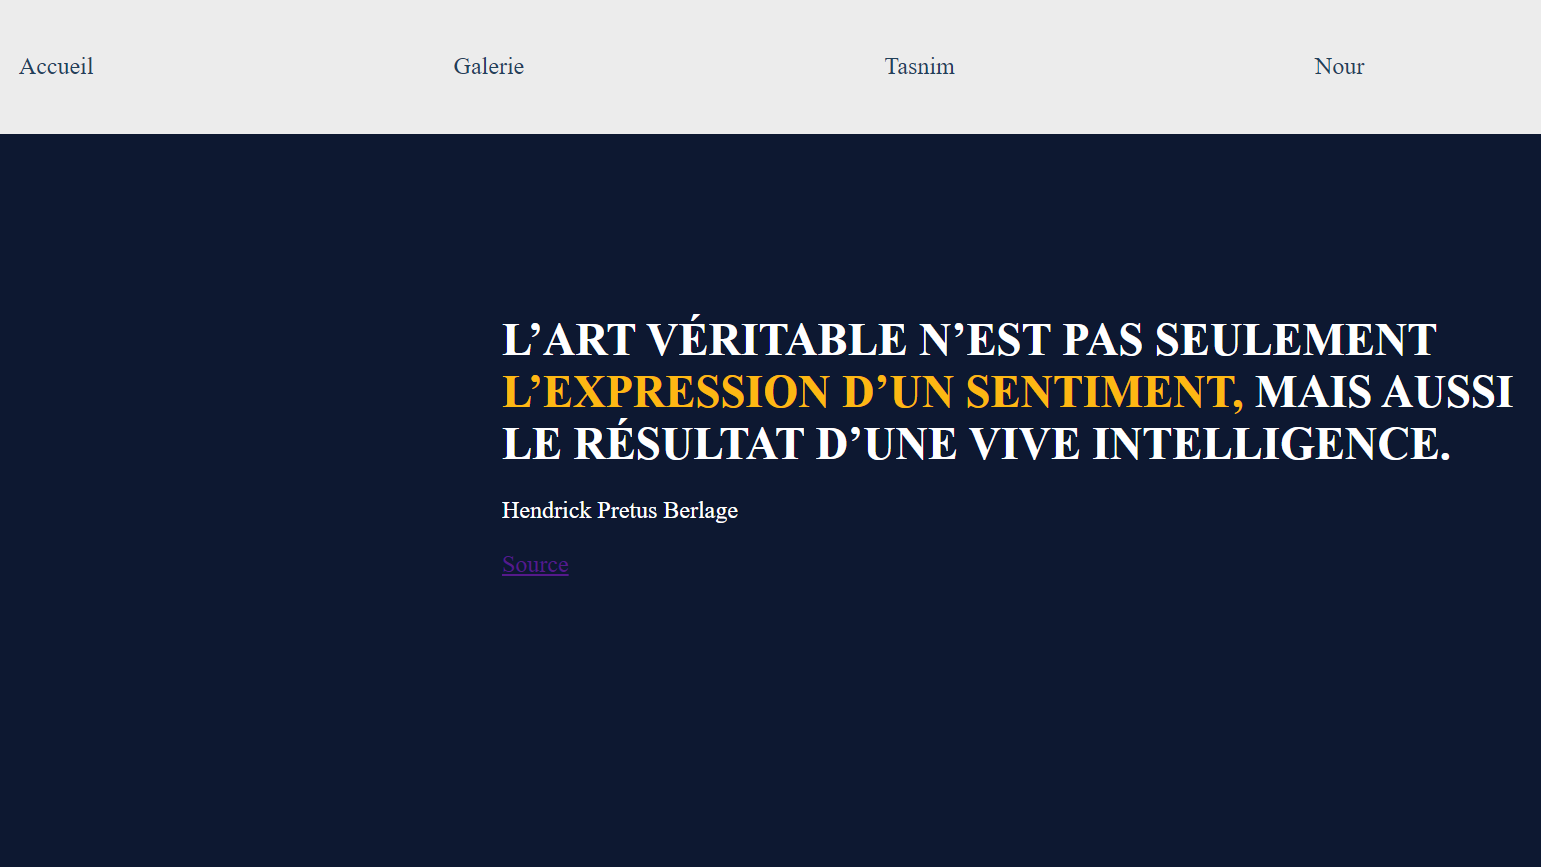 Accueil Galerie Tasnim Nour
L’ART VÉRITABLE N’EST PAS SEULEMENT
L’EXPRESSION D’UN SENTIMENT, MAIS AUSSI
LE RÉSULTAT D’UNE VIVE INTELLIGENCE.
Hendrick Pretus Berlage
Source